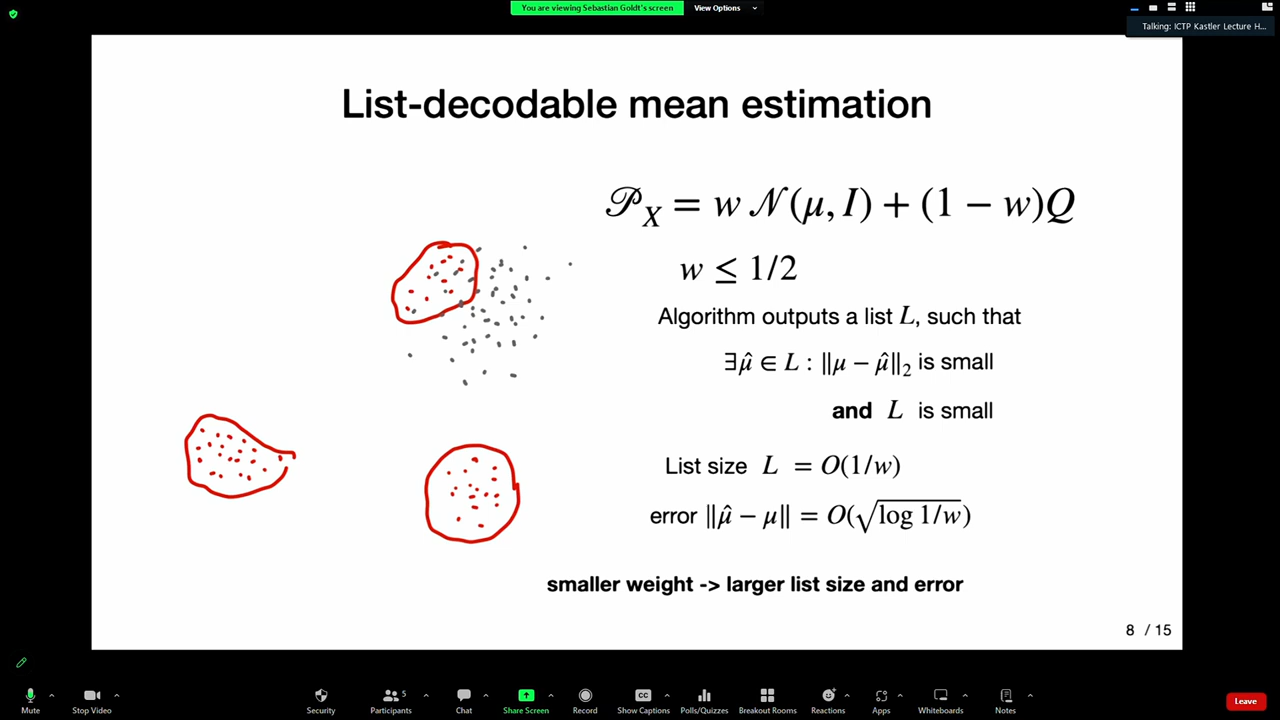 You are viewing Sebastian Goldt's screen
View Options
Talking: ICTP Kastler Lecture H...
List-decodable mean estimation
𝒫_X = w 𝒩(μ, I) + (1 − w)Q
w ≤ 1/2
Algorithm outputs a list L, such that
∃μ̂ ∈ L : ‖μ − μ̂‖₂ is small
and L is small
List size L = O(1/w)
error ‖μ̂ − μ‖ = O(√log 1/w)
smaller weight -> larger list size and error
8 / 15
Mute
Stop Video
Security
Participants
5
Chat
Share Screen
Record
CC
Show Captions
Polls/Quizzes
Breakout Rooms
Reactions
Apps
Whiteboards
Notes
Leave